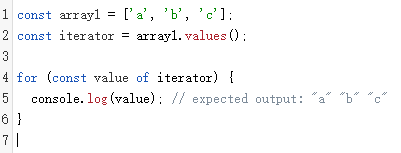 1 const array1 = ['a', 'b', 'c'];
2 const iterator = array1.values();
3
4 for (const value of iterator) {
5   console.log(value); // expected output: "a" "b" "c"
6 }
7